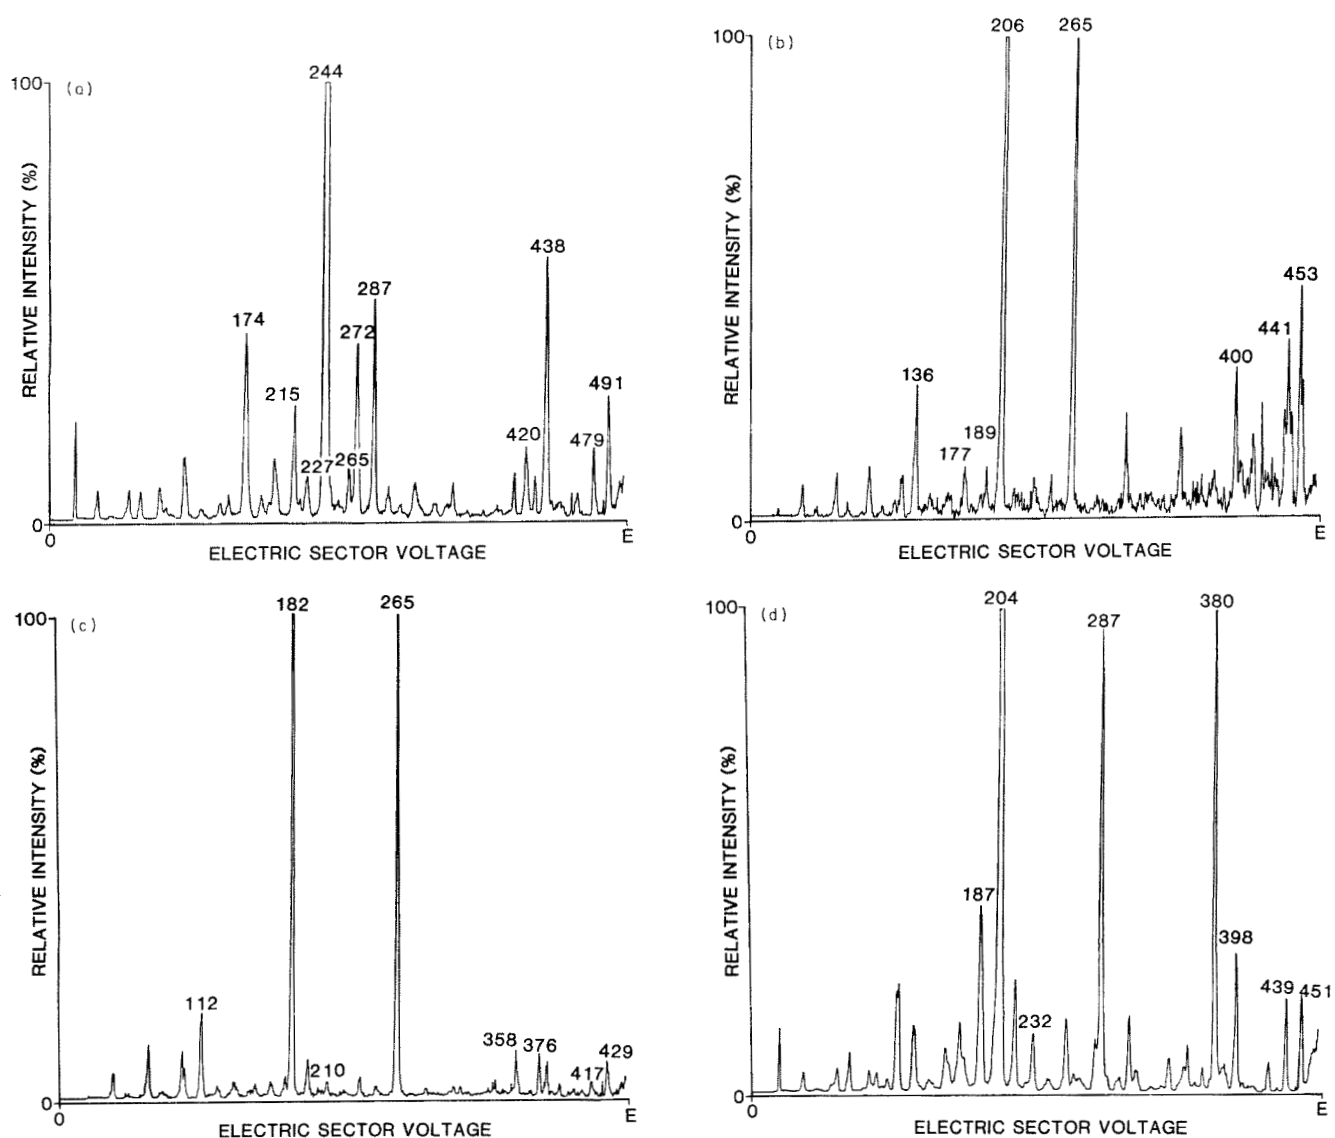 (a)
100
RELATIVE INTENSITY (%)
0
244
438
287
174
272
215
491
420
479
265
227
0
E
ELECTRIC SECTOR VOLTAGE
(b)
100
RELATIVE INTENSITY (%)
0
206
265
453
441
400
136
189
177
0
E
ELECTRIC SECTOR VOLTAGE
(c)
100
RELATIVE INTENSITY (%)
0
182
265
112
358
376
429
210
417
0
E
ELECTRIC SECTOR VOLTAGE
(d)
100
RELATIVE INTENSITY (%)
0
204
380
287
187
398
439
451
232
0
E
ELECTRIC SECTOR VOLTAGE